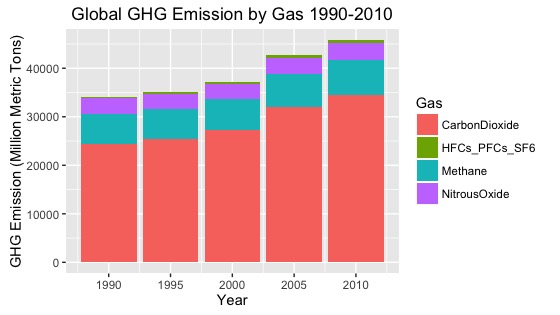 Global GHG Emission by Gas 1990-2010
GHG Emission (Million Metric Tons)
40000
30000
20000
10000
0
1990 1995 2000 2005 2010
Year
Gas
CarbonDioxide
HFCs_PFCs_SF6
Methane
NitrousOxide